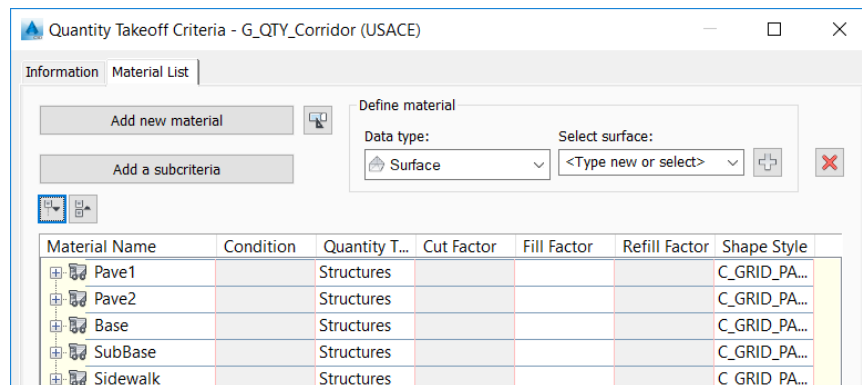 Quantity Takeoff Criteria - G_QTY_Corridor (USACE)
Information Material List
Define material
Add new material
Data type: Select surface:
Surface <Type new or select>
Add a subcriteria
Material Name Condition Quantity T... Cut Factor Fill Factor Refill Factor Shape Style
Pave1 Structures C_GRID_PA...
Pave2 Structures C_GRID_PA...
Base Structures C_GRID_PA...
SubBase Structures C_GRID_PA...
Sidewalk Structures C_GRID_PA...